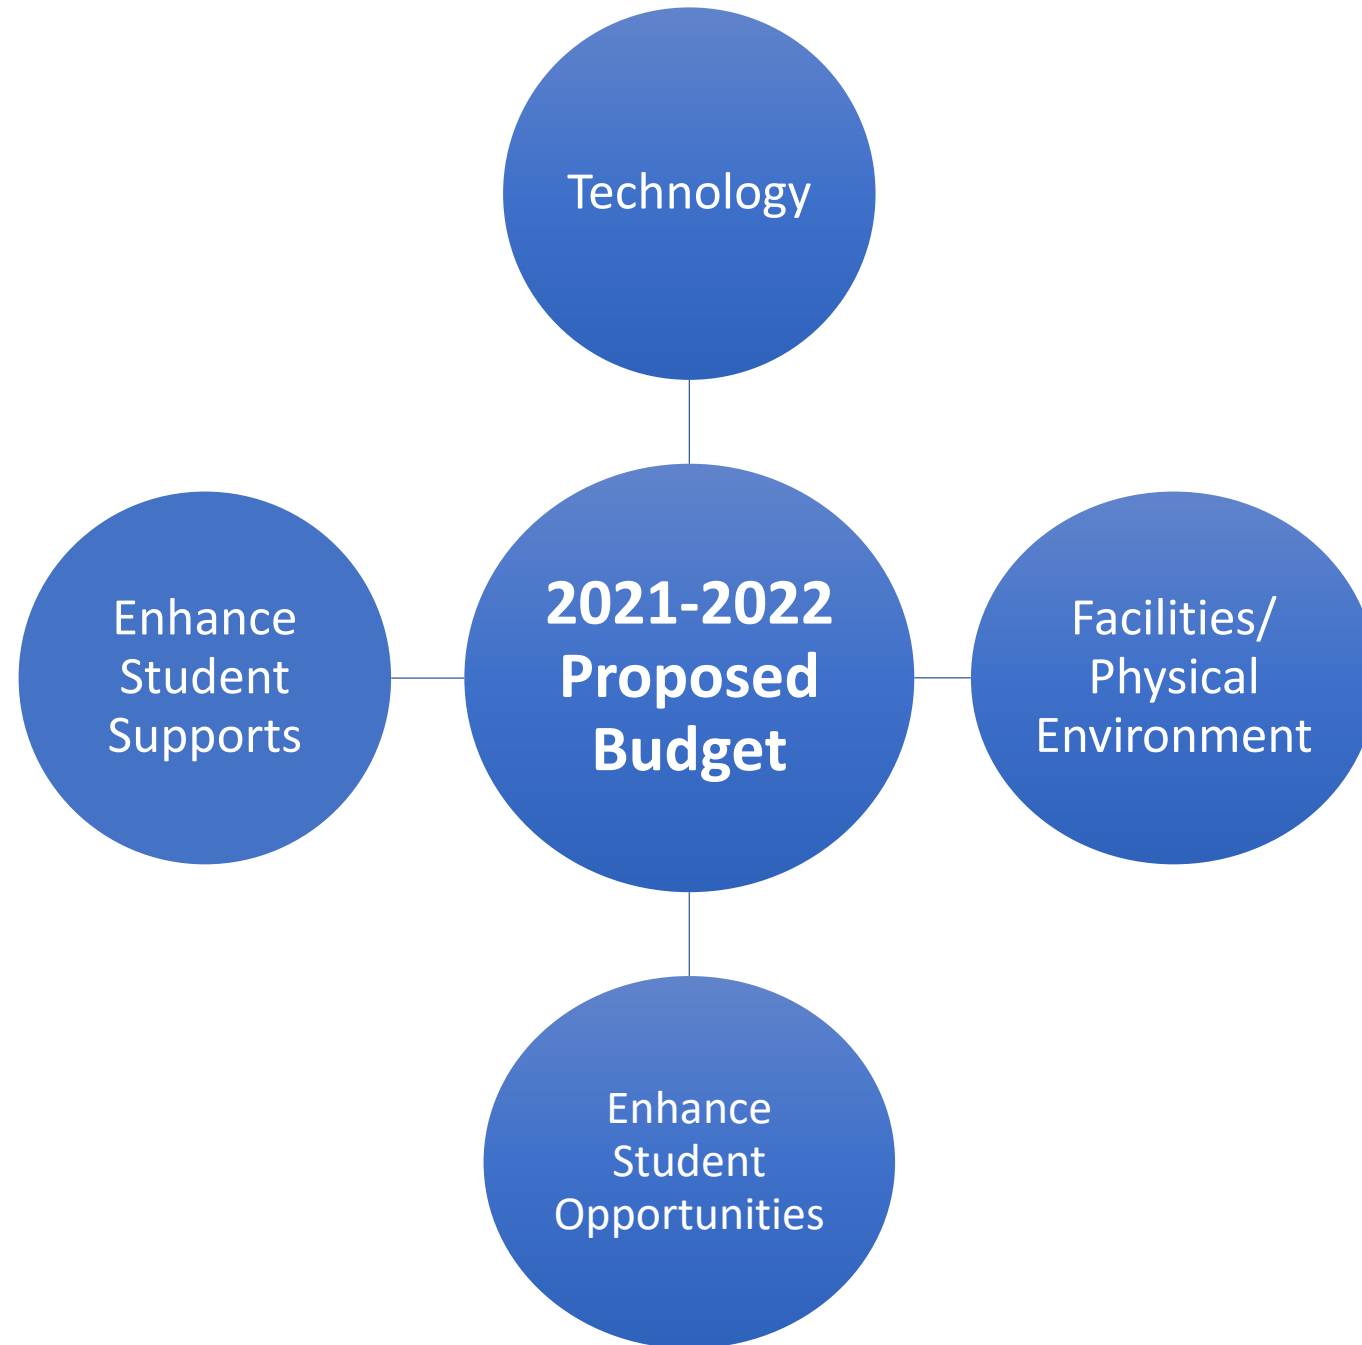 Technology
Enhance
Student
Supports
2021-2022
Proposed
Budget
Facilities/
Physical
Environment
Enhance
Student
Opportunities